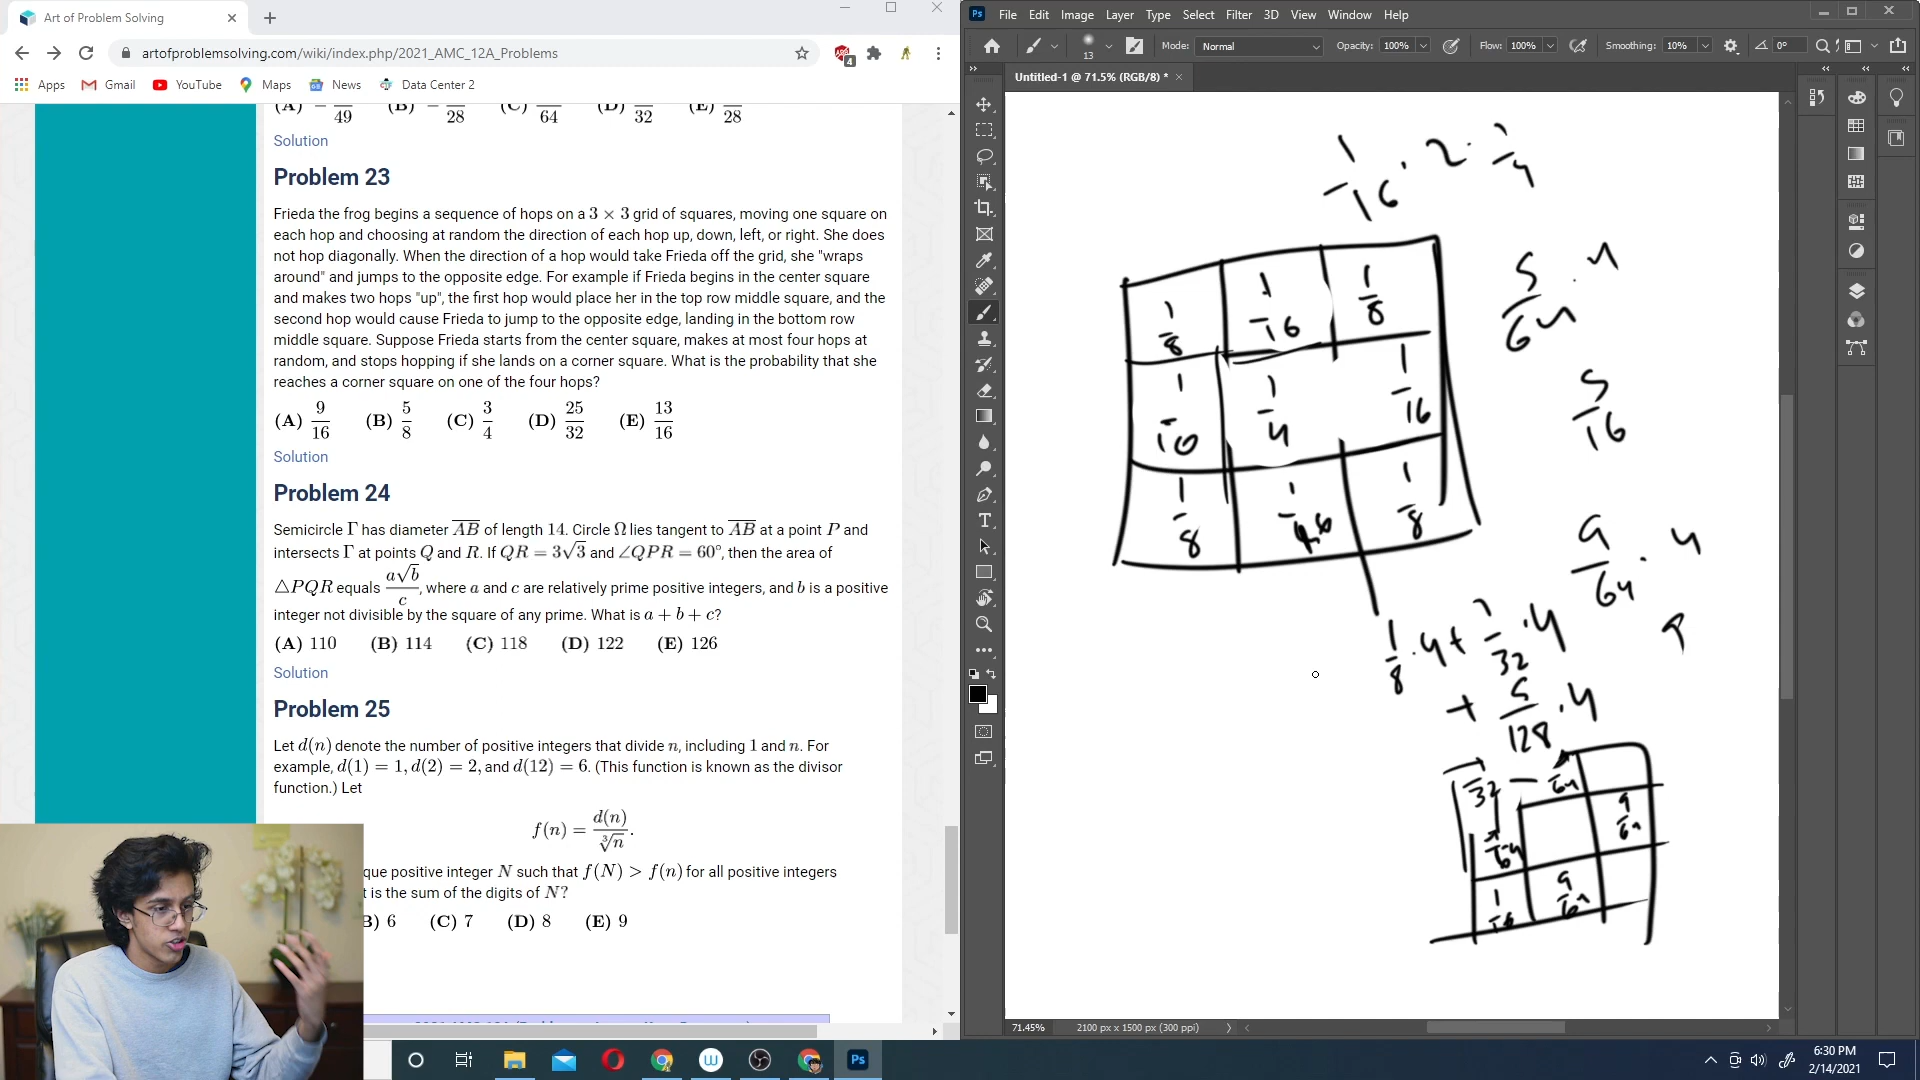 Art of Problem Solving
artofproblemsolving.com/wiki/index.php/2021_AMC_12A_Problems
4
Apps Gmail YouTube Maps News Data Center 2
(A) − /49 (B) − /28 (C) /64 (D) /32 (E) /28
Solution
Problem 23
Frieda the frog begins a sequence of hops on a 3 × 3 grid of squares, moving one square on
each hop and choosing at random the direction of each hop up, down, left, or right. She does
not hop diagonally. When the direction of a hop would take Frieda off the grid, she "wraps
around" and jumps to the opposite edge. For example if Frieda begins in the center square
and makes two hops "up", the first hop would place her in the top row middle square, and the
second hop would cause Frieda to jump to the opposite edge, landing in the bottom row
middle square. Suppose Frieda starts from the center square, makes at most four hops at
random, and stops hopping if she lands on a corner square. What is the probability that she
reaches a corner square on one of the four hops?
(A) 9/16 (B) 5/8 (C) 3/4 (D) 25/32 (E) 13/16
Solution
Problem 24
Semicircle Γ has diameter AB of length 14. Circle Ω lies tangent to AB at a point P and
intersects Γ at points Q and R. If QR = 3√3 and ∠QPR = 60°, then the area of
△PQR equals a√b/c, where a and c are relatively prime positive integers, and b is a positive
integer not divisible by the square of any prime. What is a + b + c?
(A) 110 (B) 114 (C) 118 (D) 122 (E) 126
Solution
Problem 25
Let d(n) denote the number of positive integers that divide n, including 1 and n. For
example, d(1) = 1, d(2) = 2, and d(12) = 6. (This function is known as the divisor
function.) Let
f(n) = d(n)/∛n.
que positive integer N such that f(N) > f(n) for all positive integers
t is the sum of the digits of N?
B) 6 (C) 7 (D) 8 (E) 9
Ps File Edit Image Layer Type Select Filter 3D View Window Help
13 Mode: Normal Opacity: 100% Flow: 100% Smoothing: 10% 0°
Untitled-1 @ 71.5% (RGB/8) *
1/16 · 2 · 1/4
1/8 1/16 1/8
5/64 · 4
1/16 1/4 1/16
5/16
1/8 1/16 1/8
9/64 · 4
9
1/8 · 4 + 1/32 · 4
+ 5/128 · 4
1/32 1/64
1/64 9/64
1/16 9/64
71.45% 2100 px x 1500 px (300 ppi)
W Ps
6:30 PM
2/14/2021